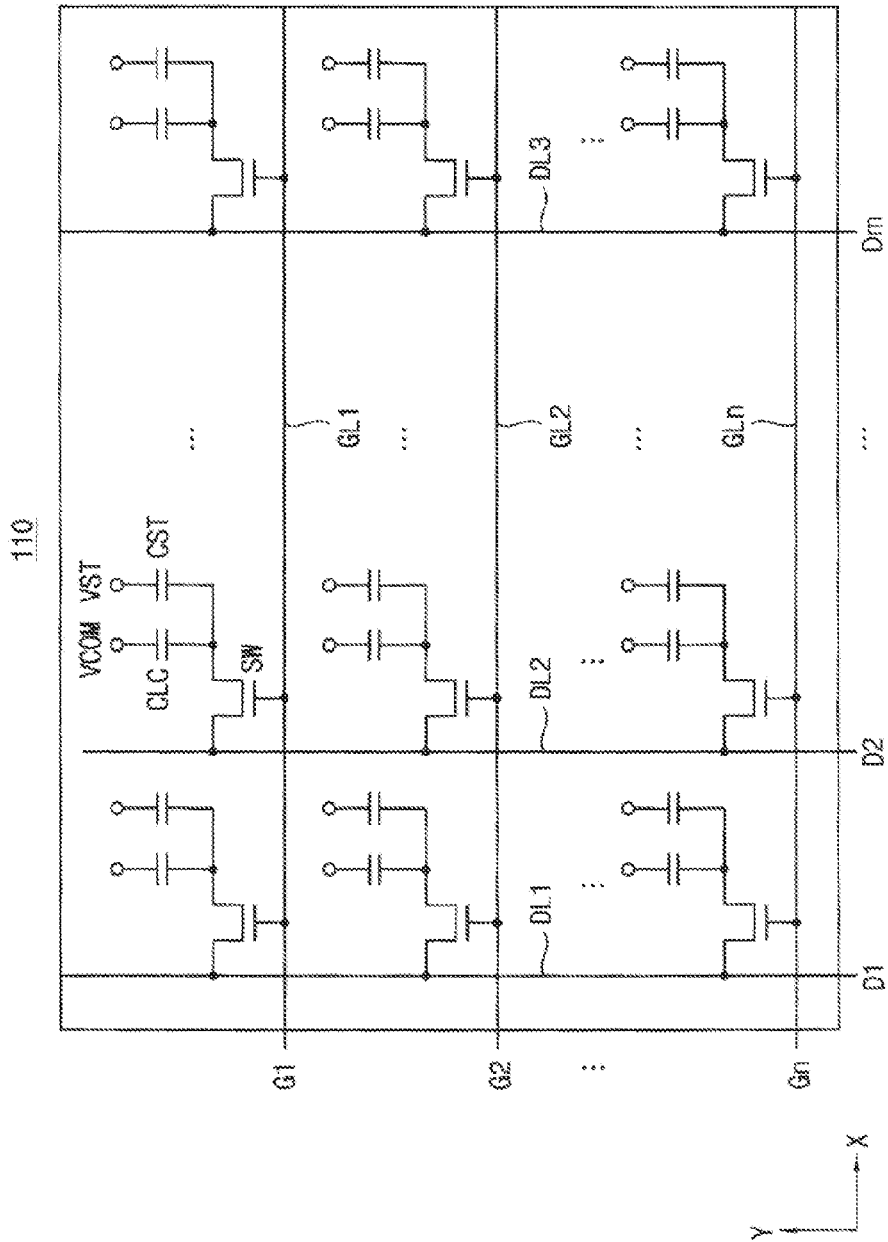 110
VCOM VST
CLC CST
SW
G1
GL1
...
...
G2
GL2
...
DL1
DL2
DL3
...
Gn
GLn
D1 D2 ... Dm
Y
X